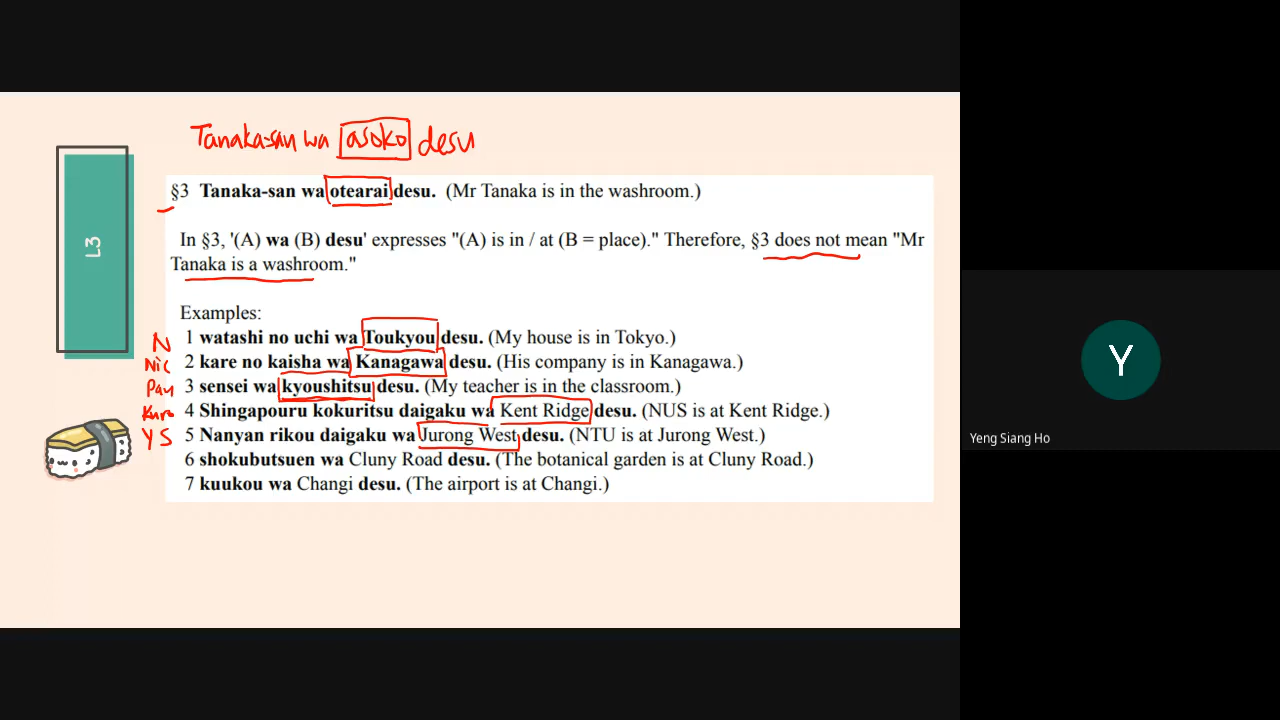 Tanaka-san wa asoko desu
§3 Tanaka-san wa otearai desu. (Mr Tanaka is in the washroom.)
L3
In §3, '(A) wa (B) desu' expresses "(A) is in / at (B = place)." Therefore, §3 does not mean "Mr
Tanaka is a washroom."
Examples:
N 1 watashi no uchi wa Toukyou desu. (My house is in Tokyo.)
Nic 2 kare no kaisha wa Kanagawa desu. (His company is in Kanagawa.)
3 sensei wa kyoushitsu desu. (My teacher is in the classroom.)
4 Shingapouru kokuritsu daigaku wa Kent Ridge desu. (NUS is at Kent Ridge.)
YS 5 Nanyan rikou daigaku wa Jurong West desu. (NTU is at Jurong West.)
6 shokubutsuen wa Cluny Road desu. (The botanical garden is at Cluny Road.)
7 kuukou wa Changi desu. (The airport is at Changi.)
Y
Yeng Siang Ho